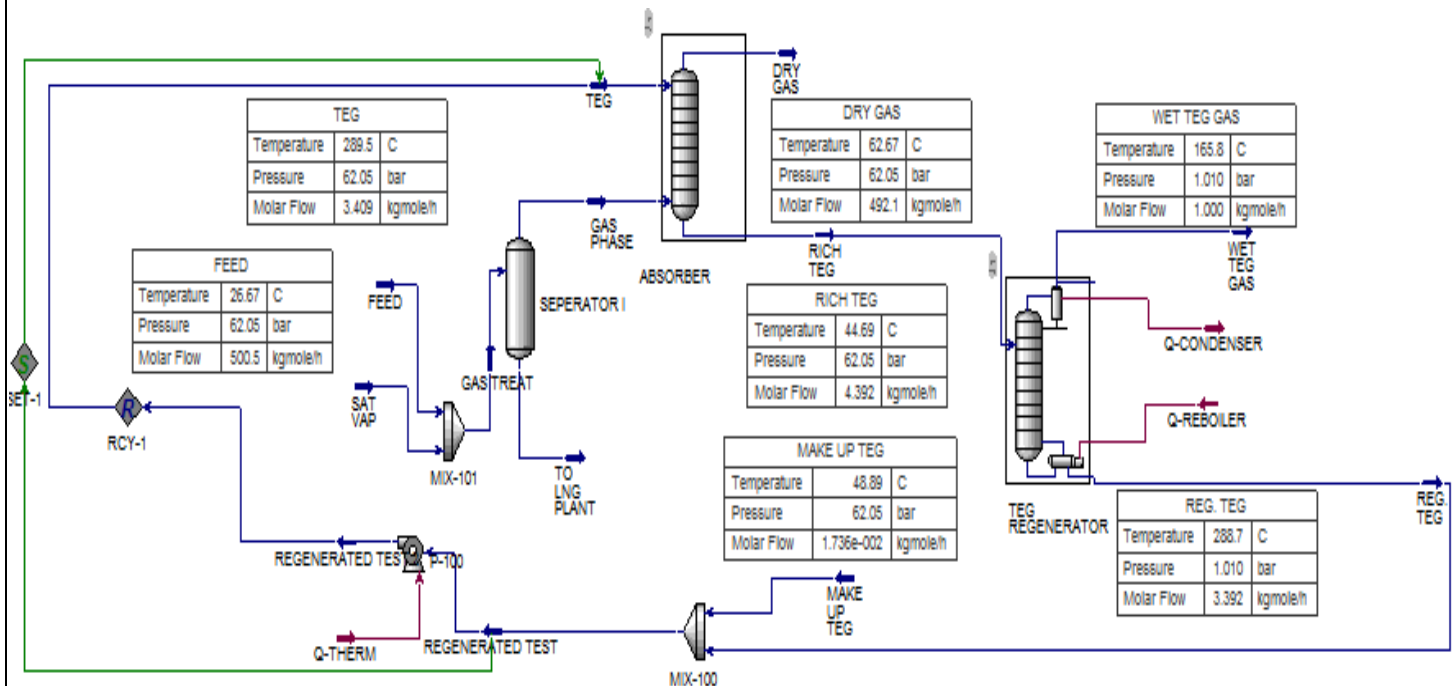 TEG
DRY
GAS
TEG
Temperature 289.5 C
Pressure 62.05 bar
Molar Flow 3.409 kgmole/h
DRY GAS
Temperature 62.67 C
Pressure 62.05 bar
Molar Flow 492.1 kgmole/h
WET TEG GAS
Temperature 165.8 C
Pressure 1.010 bar
Molar Flow 1.000 kgmole/h
GAS
PHASE
RICH
TEG
WET
TEG
GAS
FEED
Temperature 26.67 C
Pressure 62.05 bar
Molar Flow 500.5 kgmole/h
FEED
SEPERATOR I
ABSORBER
RICH TEG
Temperature 44.69 C
Pressure 62.05 bar
Molar Flow 4.392 kgmole/h
Q-CONDENSER
S
SET-1
GAS TREAT
SAT
VAP
R
RCY-1
Q-REBOILER
MIX-101
TO
LNG
PLANT
MAKE UP TEG
Temperature 48.89 C
Pressure 62.05 bar
Molar Flow 1.736e-002 kgmole/h
TEG
REGENERATOR
REG. TEG
Temperature 288.7 C
Pressure 1.010 bar
Molar Flow 3.392 kgmole/h
REG.
TEG
REGENERATED TES
P-100
MAKE
UP
TEG
Q-THERM
REGENERATED TEST
MIX-100